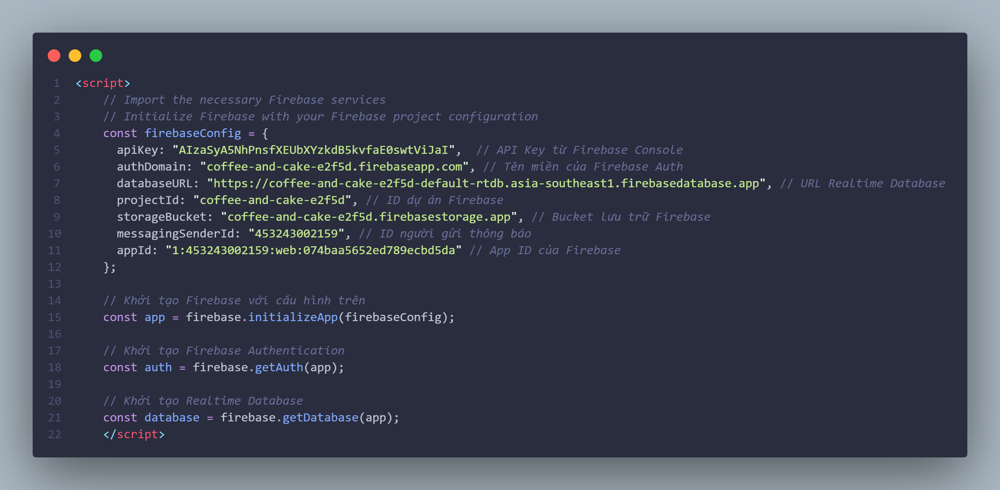 1 <script>
2 // Import the necessary Firebase services
3 // Initialize Firebase with your Firebase project configuration
4 const firebaseConfig = {
5 apiKey: "AIzaSyA5NhPnsfXEUbXYzkdB5kvfaE0swtViJaI", // API Key từ Firebase Console
6 authDomain: "coffee-and-cake-e2f5d.firebaseapp.com", // Tên miền của Firebase Auth
7 databaseURL: "https://coffee-and-cake-e2f5d-default-rtdb.asia-southeast1.firebasedatabase.app", // URL Realtime Database
8 projectId: "coffee-and-cake-e2f5d", // ID dự án Firebase
9 storageBucket: "coffee-and-cake-e2f5d.firebasestorage.app", // Bucket lưu trữ Firebase
10 messagingSenderId: "453243002159", // ID người gửi thông báo
11 appId: "1:453243002159:web:074baa5652ed789ecbd5da" // App ID của Firebase
12 };
13
14 // Khởi tạo Firebase với cấu hình trên
15 const app = firebase.initializeApp(firebaseConfig);
16
17 // Khởi tạo Firebase Authentication
18 const auth = firebase.getAuth(app);
19
20 // Khởi tạo Realtime Database
21 const database = firebase.getDatabase(app);
22 </script>